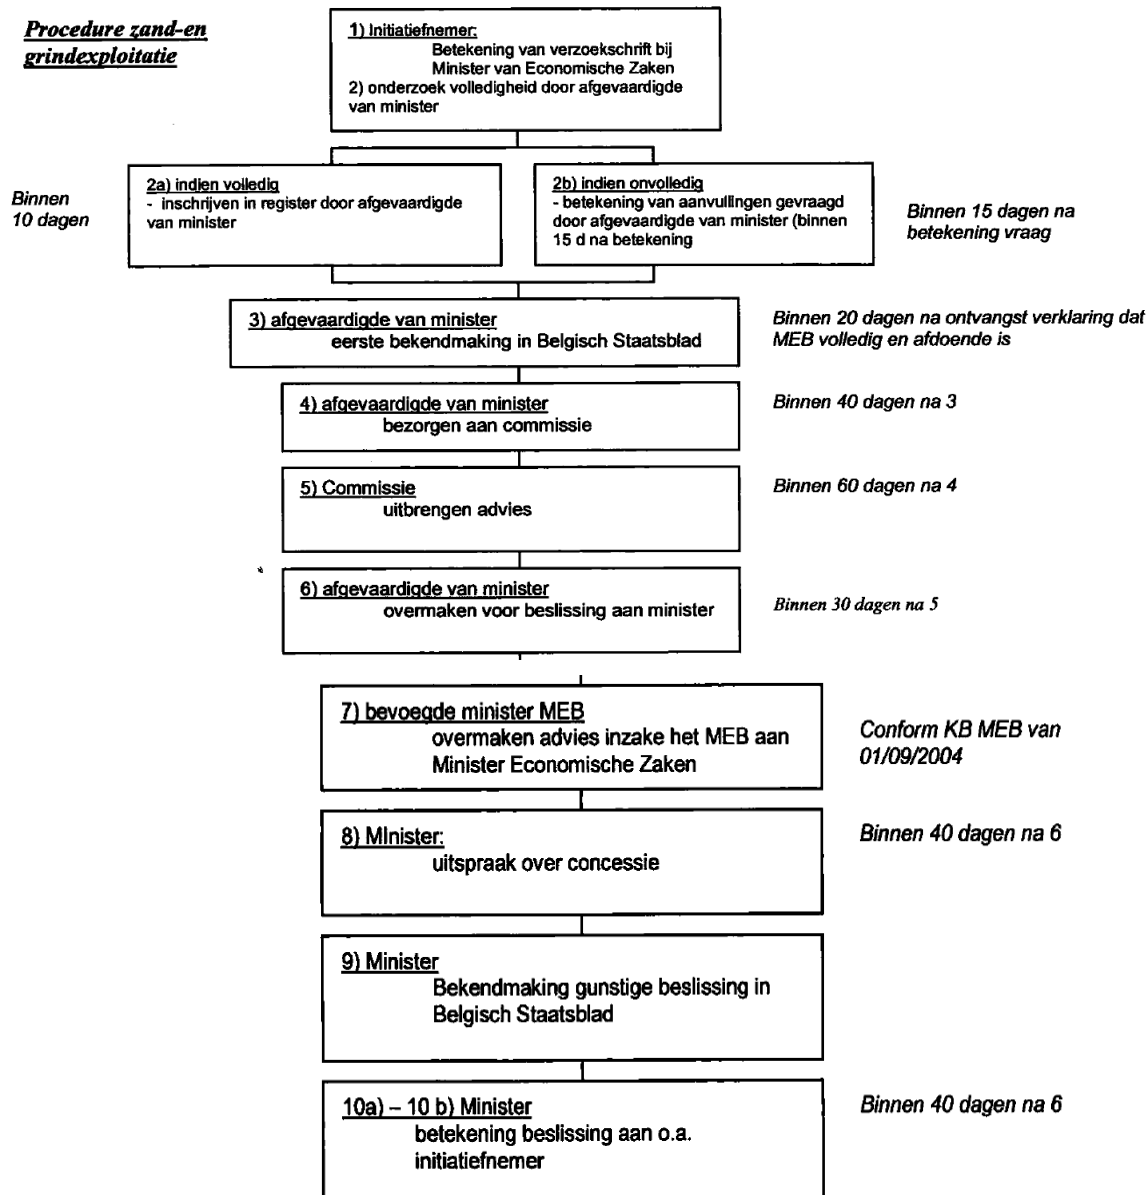 Procedure zand-en
grindexploitatie
1) Initiatiefnemer:
Betekening van verzoekschrift bij
Minister van Economische Zaken
2) onderzoek volledigheid door afgevaardigde
van minister
Binnen
10 dagen
2a) indien volledig
- inschrijven in register door afgevaardigde
van minister
2b) indien onvolledig
- betekening van aanvullingen gevraagd
door afgevaardigde van minister (binnen
15 d na betekening
Binnen 15 dagen na
betekening vraag
3) afgevaardigde van minister
eerste bekendmaking in Belgisch Staatsblad
Binnen 20 dagen na ontvangst verklaring dat
MEB volledig en afdoende is
4) afgevaardigde van minister
bezorgen aan commissie
Binnen 40 dagen na 3
5) Commissie
uitbrengen advies
Binnen 60 dagen na 4
6) afgevaardigde van minister
overmaken voor beslissing aan minister
Binnen 30 dagen na 5
7) bevoegde minister MEB
overmaken advies inzake het MEB aan
Minister Economische Zaken
Conform KB MEB van
01/09/2004
8) MInister:
uitspraak over concessie
Binnen 40 dagen na 6
9) Minister
Bekendmaking gunstige beslissing in
Belgisch Staatsblad
10a) – 10 b) Minister
betekening beslissing aan o.a.
initiatiefnemer
Binnen 40 dagen na 6